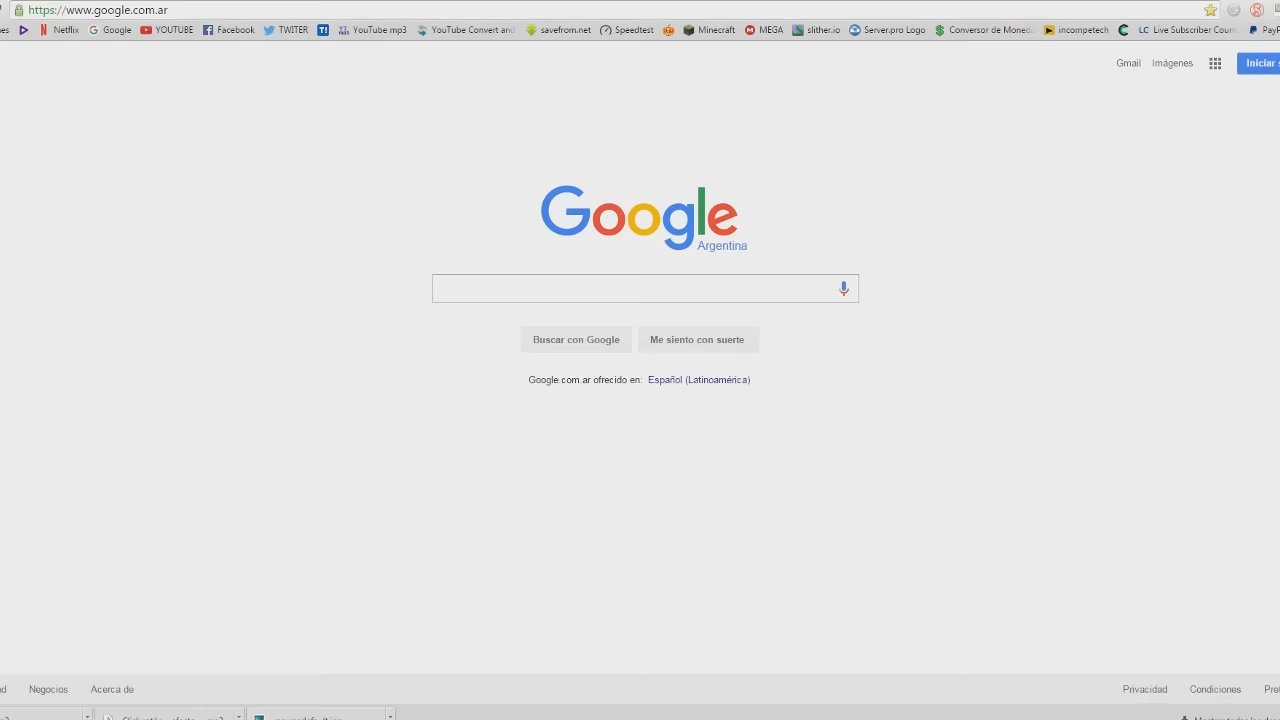 https://www.google.com.ar
Netflix Google YOUTUBE Facebook TWITER YouTube mp3 YouTube Convert and savefrom.net Speedtest Minecraft MEGA slither.io Server.pro Logo Conversor de Moned incompetech LC Live Subscriber Coun PayP
Gmail Imágenes Iniciar s
Google
Argentina
Buscar con Google Me siento con suerte
Google.com.ar ofrecido en: Español (Latinoamérica)
Negocios Acerca de Privacidad Condiciones Pref